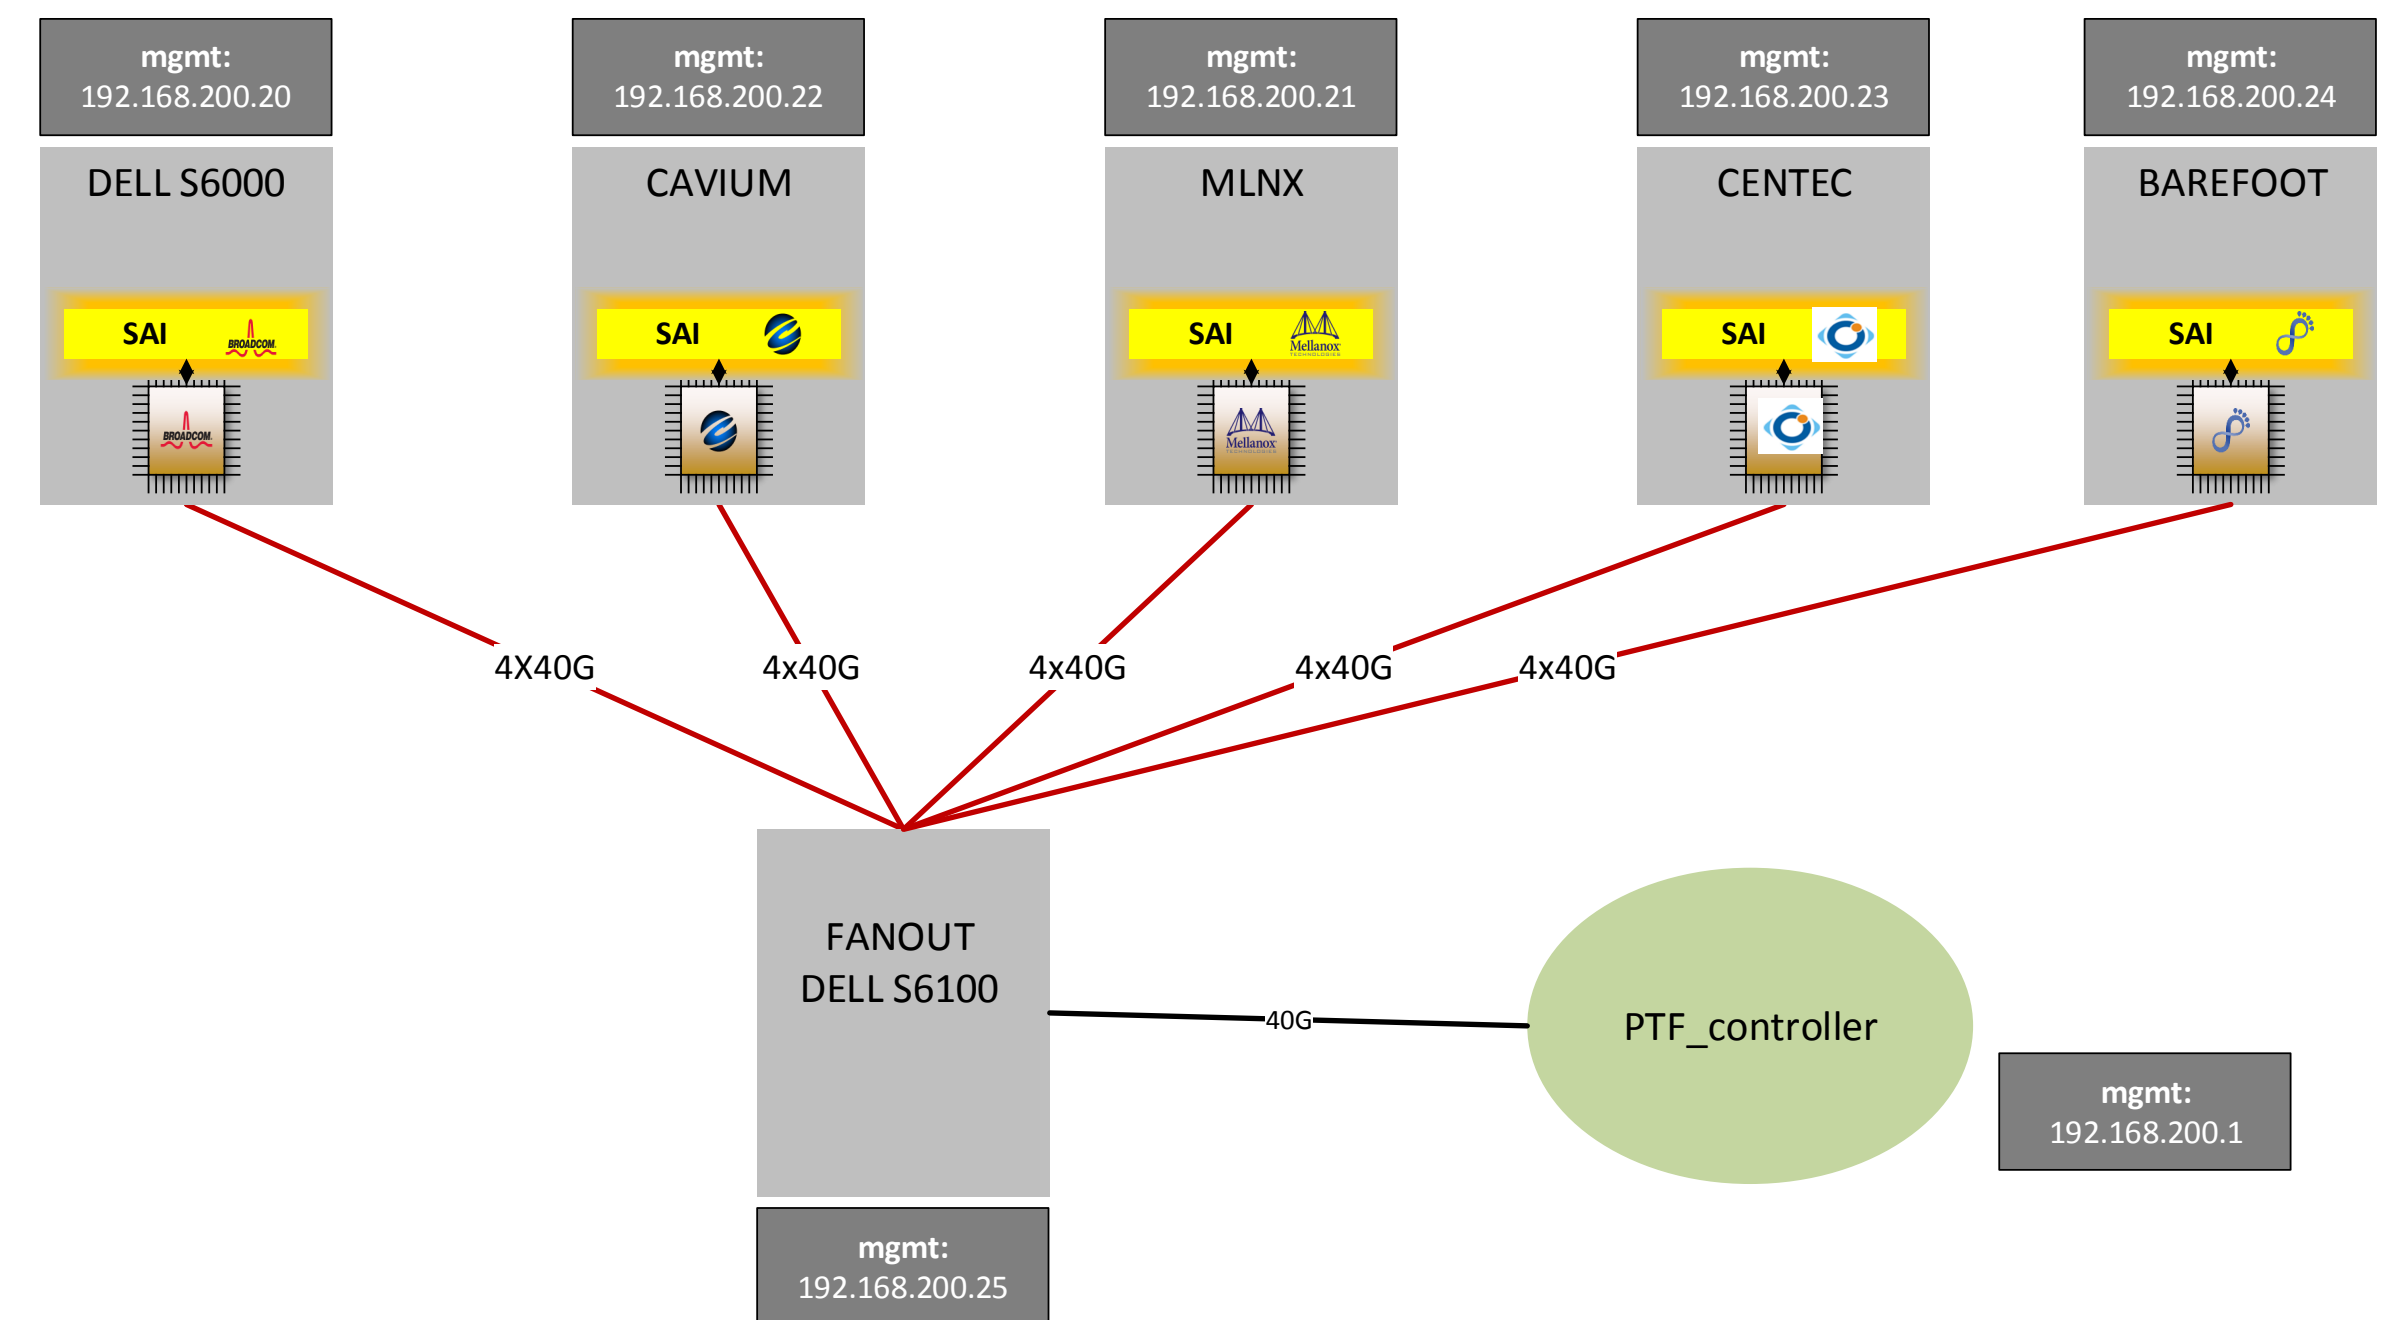 mgmt:
192.168.200.20
mgmt:
192.168.200.22
mgmt:
192.168.200.21
mgmt:
192.168.200.23
mgmt:
192.168.200.24
DELL S6000
CAVIUM
MLNX
CENTEC
BAREFOOT
SAI
BROADCOM.
SAI
SAI
Mellanox
TECHNOLOGIES
SAI
SAI
BROADCOM.
Mellanox
TECHNOLOGIES
4X40G
4x40G
4x40G
4x40G
4x40G
FANOUT
DELL S6100
40G
PTF_controller
mgmt:
192.168.200.1
mgmt:
192.168.200.25